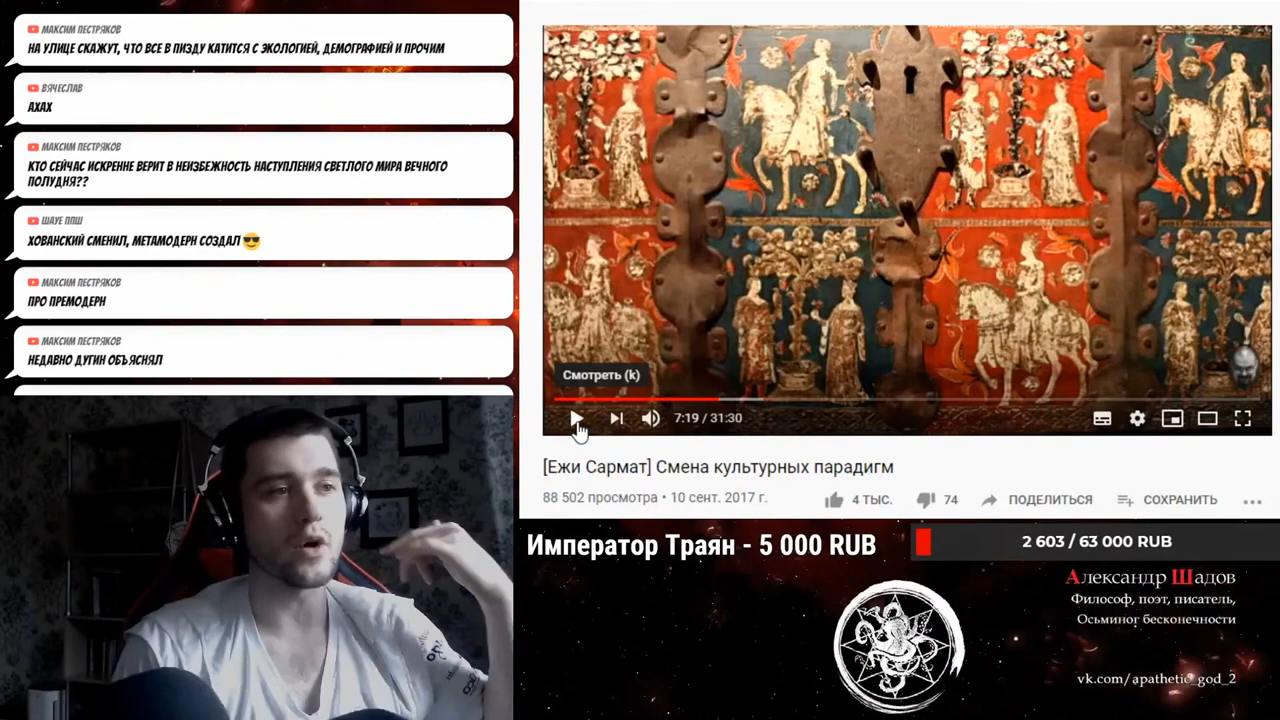 МАКСИМ ПЕСТРЯКОВ
НА УЛИЦЕ СКАЖУТ, ЧТО ВСЕ В ПИЗДУ КАТИТСЯ С ЭКОЛОГИЕЙ, ДЕМОГРАФИЕЙ И ПРОЧИМ
ВЯЧЕСЛАВ
АХАХ
МАКСИМ ПЕСТРЯКОВ
КТО СЕЙЧАС ИСКРЕННЕ ВЕРИТ В НЕИЗБЕЖНОСТЬ НАСТУПЛЕНИЯ СВЕТЛОГО МИРА ВЕЧНОГО
ПОЛУДНЯ??
ШАУЕ ППШ
ХОВАНСКИЙ СМЕНИЛ, МЕТАМОДЕРН СОЗДАЛ😎
МАКСИМ ПЕСТРЯКОВ
ПРО ПРЕМОДЕРН
МАКСИМ ПЕСТРЯКОВ
НЕДАВНО ДУГИН ОБЪЯСНЯЛ
Смотреть (k)
7:19 / 31:30
[Ежи Сармат] Смена культурных парадигм
88 502 просмотра • 10 сент. 2017 г.
4 ТЫС.
74
ПОДЕЛИТЬСЯ
СОХРАНИТЬ
Император Траян - 5 000 RUB
2 603 / 63 000 RUB
Александр Шадов
Философ, поэт, писатель,
Осьминог бесконечности
vk.com/apathetic_god_2